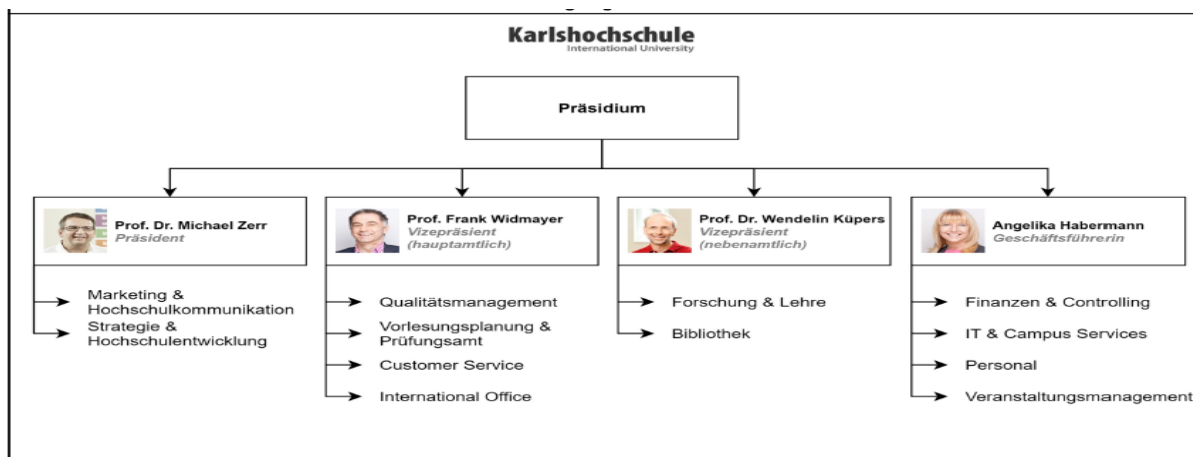 Karlshochschule
International University
Präsidium
Prof. Dr. Michael Zerr
Präsident
Marketing &
Hochschulkommunikation
Strategie &
Hochschulentwicklung
Prof. Frank Widmayer
Vizepräsient
(hauptamtlich)
Qualitätsmanagement
Vorlesungsplanung &
Prüfungsamt
Customer Service
International Office
Prof. Dr. Wendelin Küpers
Vizepräsient
(nebenamtlich)
Forschung & Lehre
Bibliothek
Angelika Habermann
Geschäftsführerin
Finanzen & Controlling
IT & Campus Services
Personal
Veranstaltungsmanagement